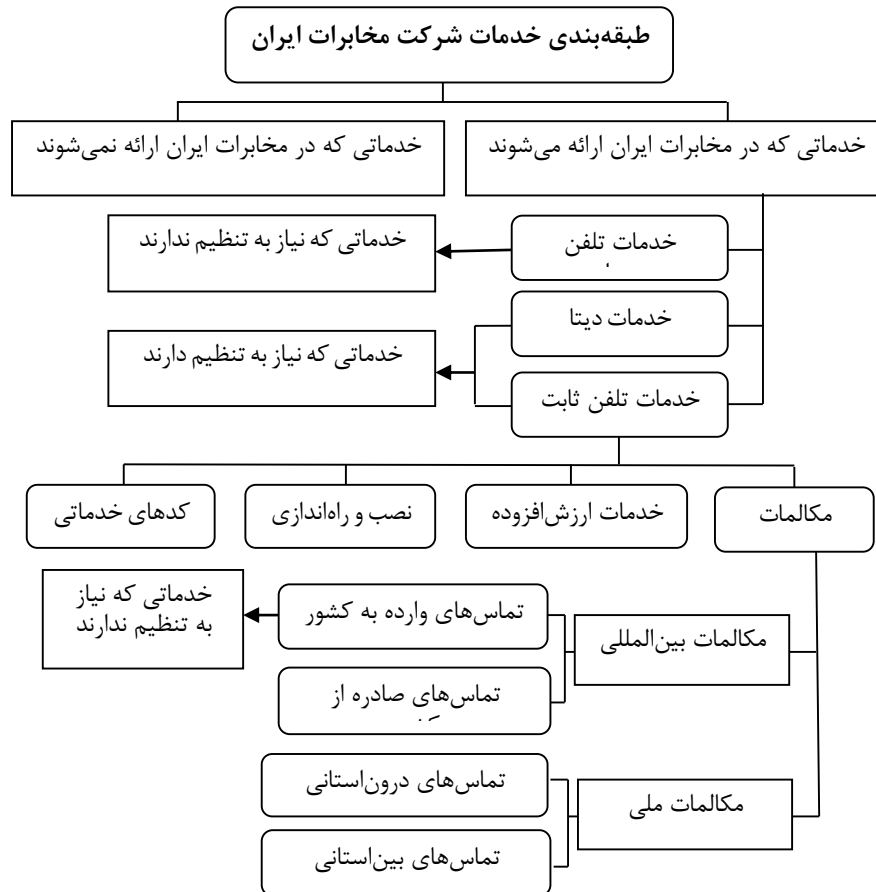 طبقه‌بندی خدمات شرکت مخابرات ایران
خدماتی که در مخابرات ایران ارائه می‌شوند
خدماتی که در مخابرات ایران ارائه نمی‌شوند
خدمات تلفن
خدماتی که نیاز به تنظیم ندارند
خدمات دیتا
خدماتی که نیاز به تنظیم دارند
خدمات تلفن ثابت
مکالمات
خدمات ارزش‌افزوده
نصب و راه‌اندازی
کدهای خدماتی
مکالمات بین‌المللی
تماس‌های وارده به کشور
خدماتی که نیاز
به تنظیم ندارند
تماس‌های صادره از
مکالمات ملی
تماس‌های درون‌استانی
تماس‌های بین‌استانی